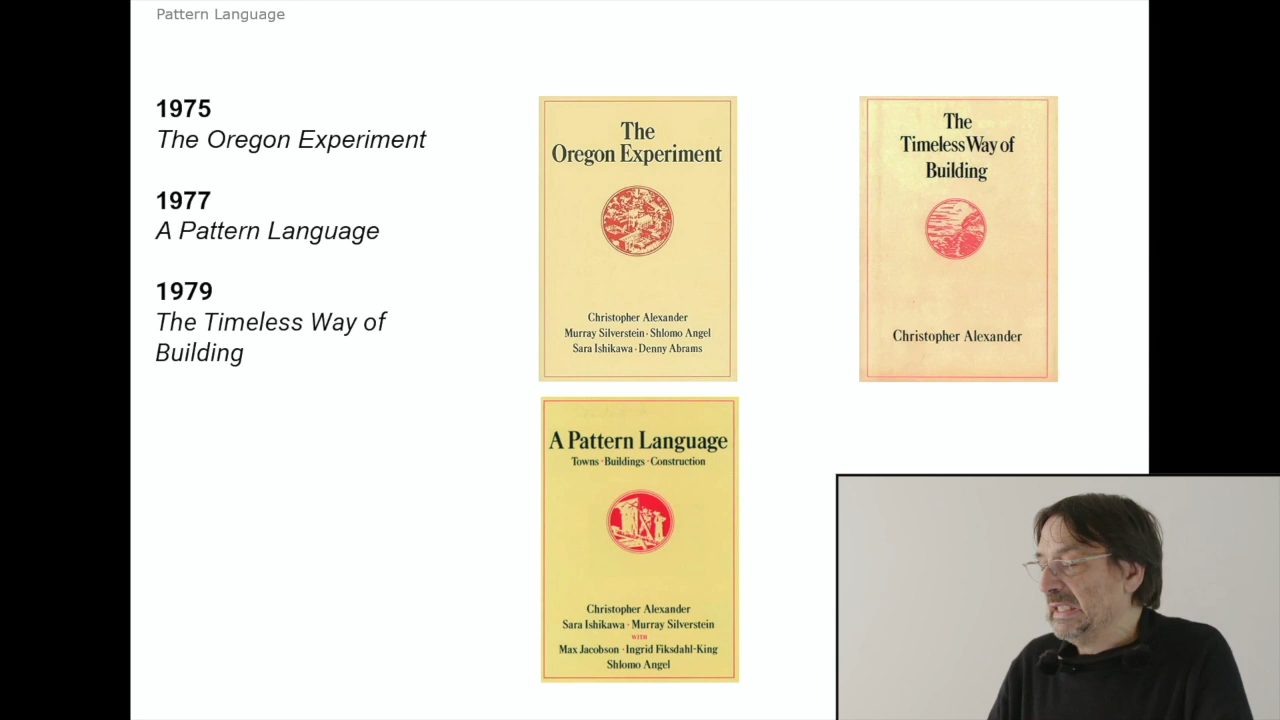 Pattern Language
1975
The Oregon Experiment
1977
A Pattern Language
1979
The Timeless Way of
Building
The
Oregon Experiment
Christopher Alexander
Murray Silverstein · Shlomo Angel
Sara Ishikawa · Denny Abrams
The
Timeless Way of
Building
Christopher Alexander
A Pattern Language
Towns · Buildings · Construction
Christopher Alexander
Sara Ishikawa · Murray Silverstein
WITH
Max Jacobson · Ingrid Fiksdahl-King
Shlomo Angel